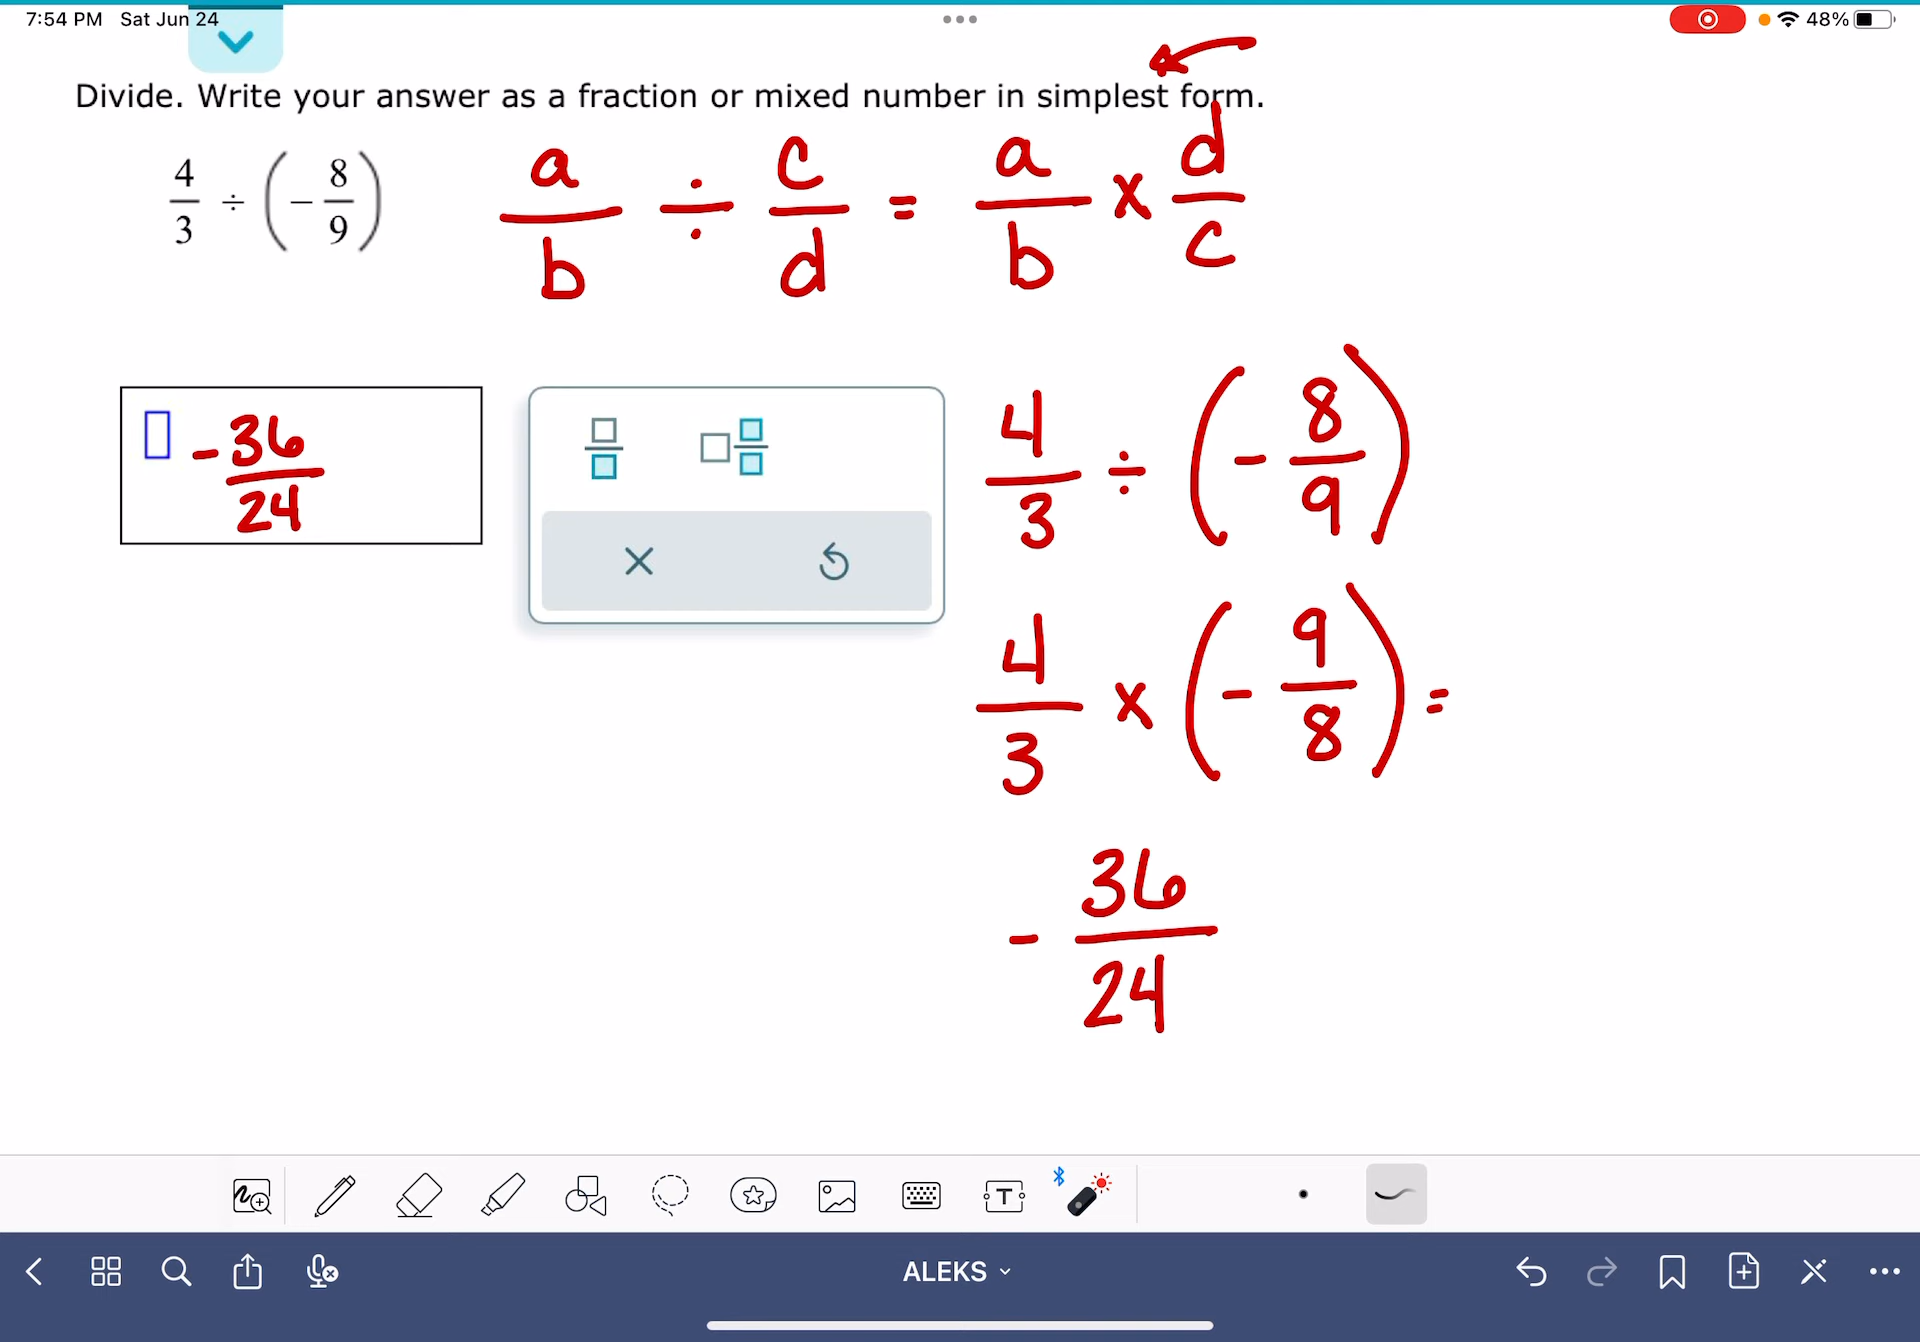 7:54 PM Sat Jun 24
48%
Divide. Write your answer as a fraction or mixed number in simplest form.
4/3 ÷ (-8/9)
a/b ÷ c/d = a/b × d/c
-36/24
4/3 ÷ (-8/9)
4/3 × (-9/8) =
-36/24
T
ALEKS